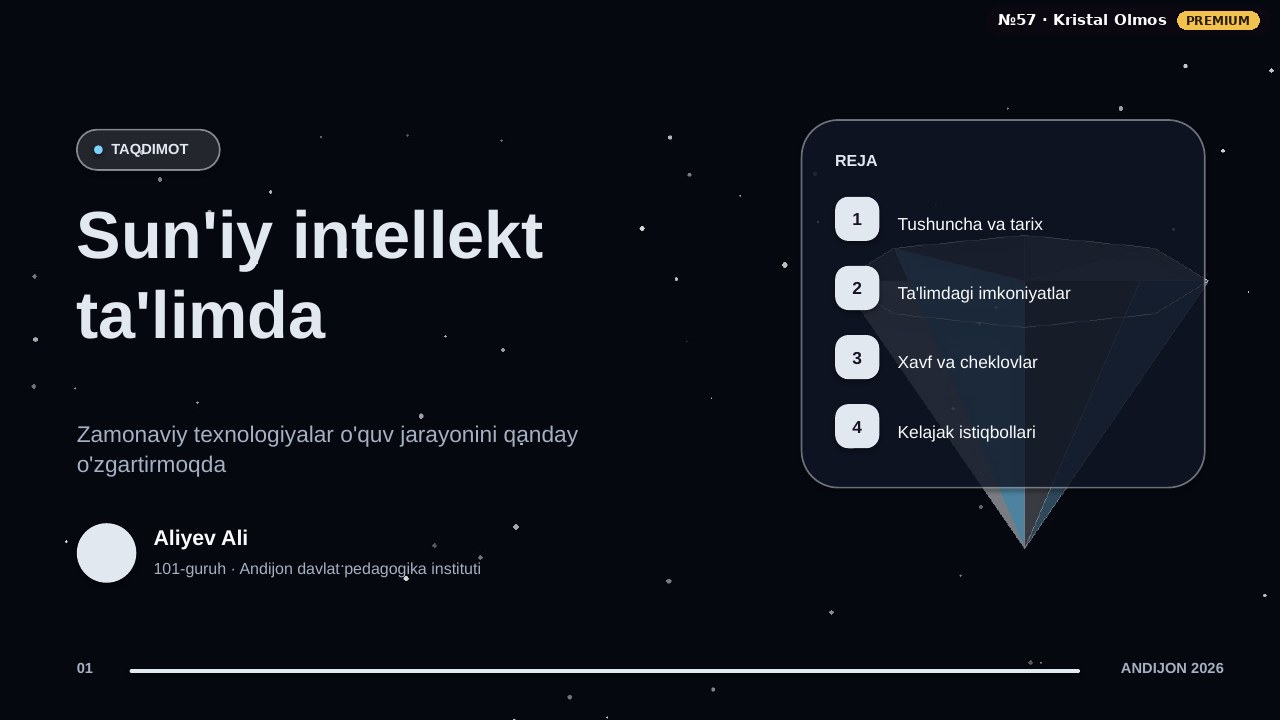 №57 · Kristal Olmos PREMIUM
TAQDIMOT
Sun'iy intellekt
ta'limda
Zamonaviy texnologiyalar o'quv jarayonini qanday
o'zgartirmoqda
Aliyev Ali
101-guruh · Andijon davlat pedagogika instituti
REJA
1 Tushuncha va tarix
2 Ta'limdagi imkoniyatlar
3 Xavf va cheklovlar
4 Kelajak istiqbollari
01
ANDIJON 2026